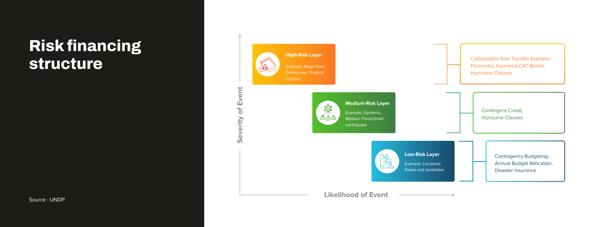 Risk financing
structure
Source : UNDP
Severity of Event
High-Risk Layer
Example: Major flood,
Earthquake, Tropical
Cyclone
Catastrophic Risk Transfer Example :
Parametric Insurance,CAT Bonds,
Hurricane Clauses
Medium-Risk Layer
Example: Epidemic,
Medium Flood,Small
earthquake
Contingent Credit,
Hurricane Clauses
Low-Risk Layer
Example: Localized
floods and landslides
Contingency Budgeting,
Annual Budget Allocation,
Disaster Insurance
Likelihood of Event